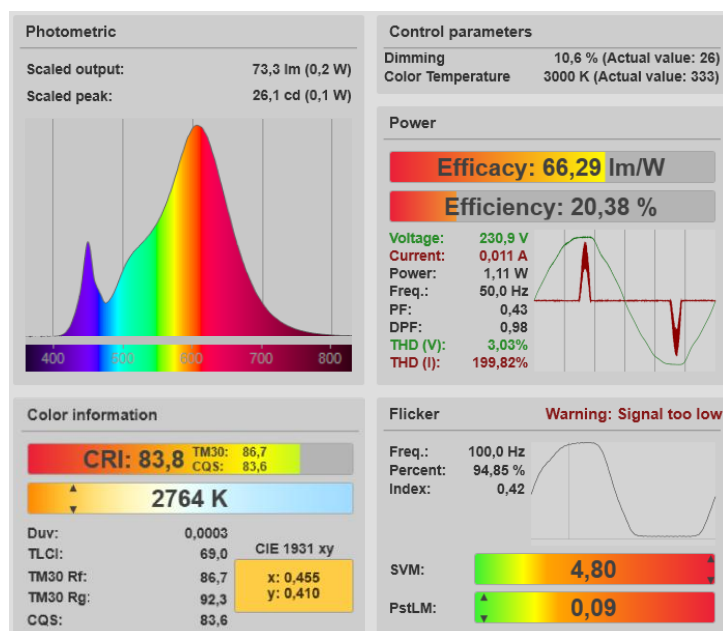 Photometric
Scaled output: 73,3 lm (0,2 W)
Scaled peak: 26,1 cd (0,1 W)
400 500 600 700 800
Control parameters
Dimming 10,6 % (Actual value: 26)
Color Temperature 3000 K (Actual value: 333)
Power
Efficacy: 66,29 lm/W
Efficiency: 20,38 %
Voltage: 230,9 V
Current: 0,011 A
Power: 1,11 W
Freq.: 50,0 Hz
PF: 0,43
DPF: 0,98
THD (V): 3,03%
THD (I): 199,82%
Color information
CRI: 83,8 TM30: 86,7
CQS: 83,6
2764 K
Duv: 0,0003
TLCI: 69,0
TM30 Rf: 86,7
TM30 Rg: 92,3
CQS: 83,6
CIE 1931 xy
x: 0,455
y: 0,410
Flicker Warning: Signal too low
Freq.: 100,0 Hz
Percent: 94,85 %
Index: 0,42
SVM: 4,80
PstLM: 0,09